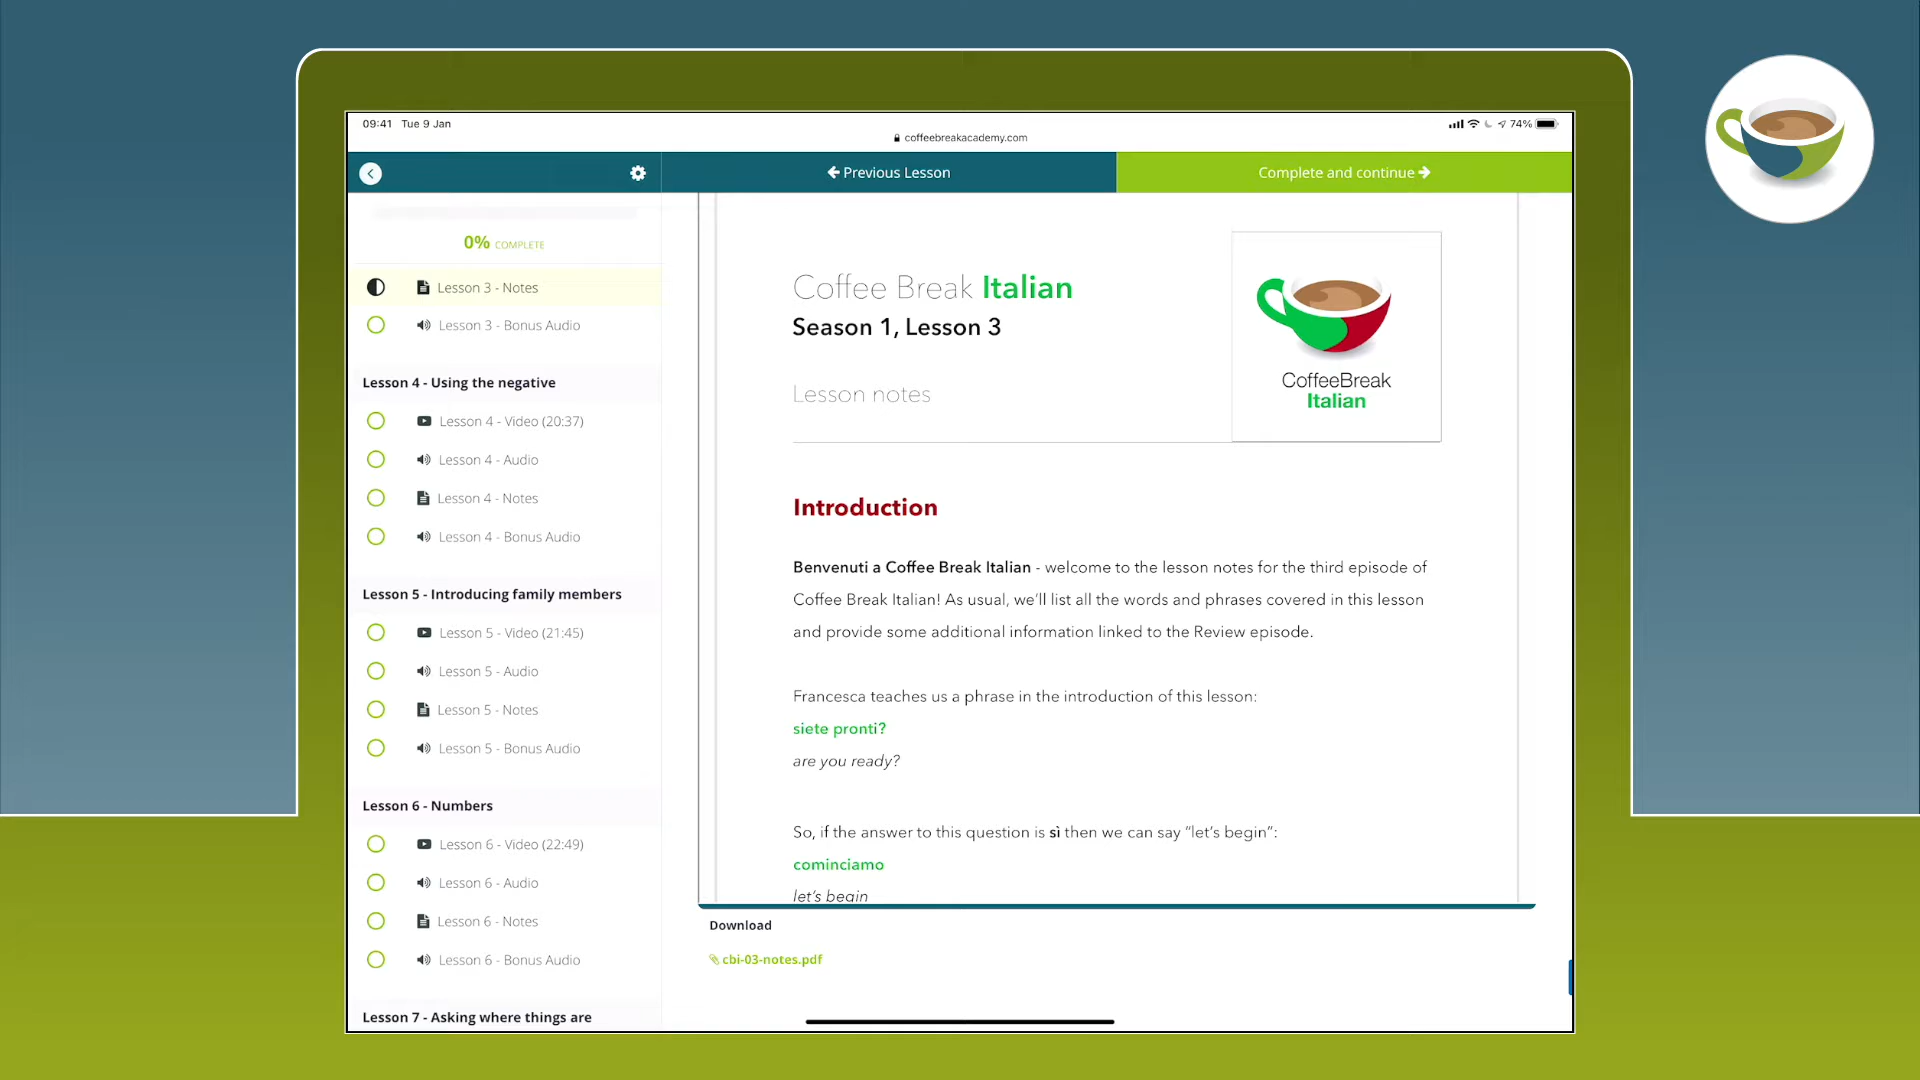 09:41 Tue 9 Jan
74%
coffeebreakacademy.com
Previous Lesson
Complete and continue
0% COMPLETE
Lesson 3 - Notes
Lesson 3 - Bonus Audio
Lesson 4 - Using the negative
Lesson 4 - Video (20:37)
Lesson 4 - Audio
Lesson 4 - Notes
Lesson 4 - Bonus Audio
Lesson 5 - Introducing family members
Lesson 5 - Video (21:45)
Lesson 5 - Audio
Lesson 5 - Notes
Lesson 5 - Bonus Audio
Lesson 6 - Numbers
Lesson 6 - Video (22:49)
Lesson 6 - Audio
Lesson 6 - Notes
Lesson 6 - Bonus Audio
Lesson 7 - Asking where things are
Coffee Break Italian
Season 1, Lesson 3
Lesson notes
CoffeeBreak
Italian
Introduction
Benvenuti a Coffee Break Italian - welcome to the lesson notes for the third episode of
Coffee Break Italian! As usual, we'll list all the words and phrases covered in this lesson
and provide some additional information linked to the Review episode.
Francesca teaches us a phrase in the introduction of this lesson:
siete pronti?
are you ready?
So, if the answer to this question is sì then we can say “let's begin”:
cominciamo
let's begin
Download
cbi-03-notes.pdf